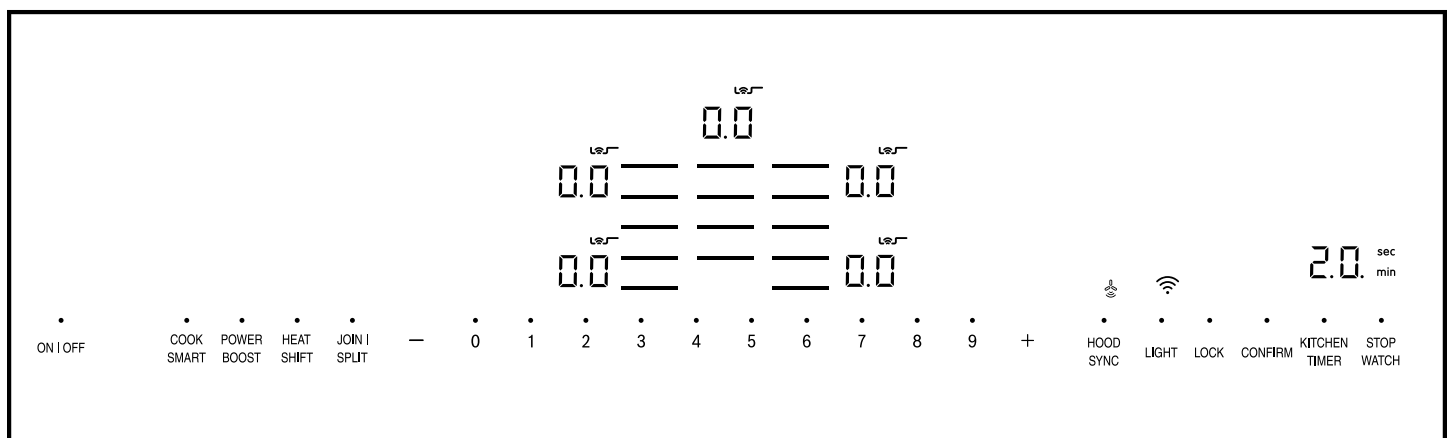 0.0
0.0 0.0
0.0 0.0
2.0. sec
min
ON | OFF
COOK
SMART
POWER
BOOST
HEAT
SHIFT
JOIN |
SPLIT
— 0 1 2 3 4 5 6 7 8 9 +
HOOD
SYNC
LIGHT
LOCK
CONFIRM
KITCHEN
TIMER
STOP
WATCH